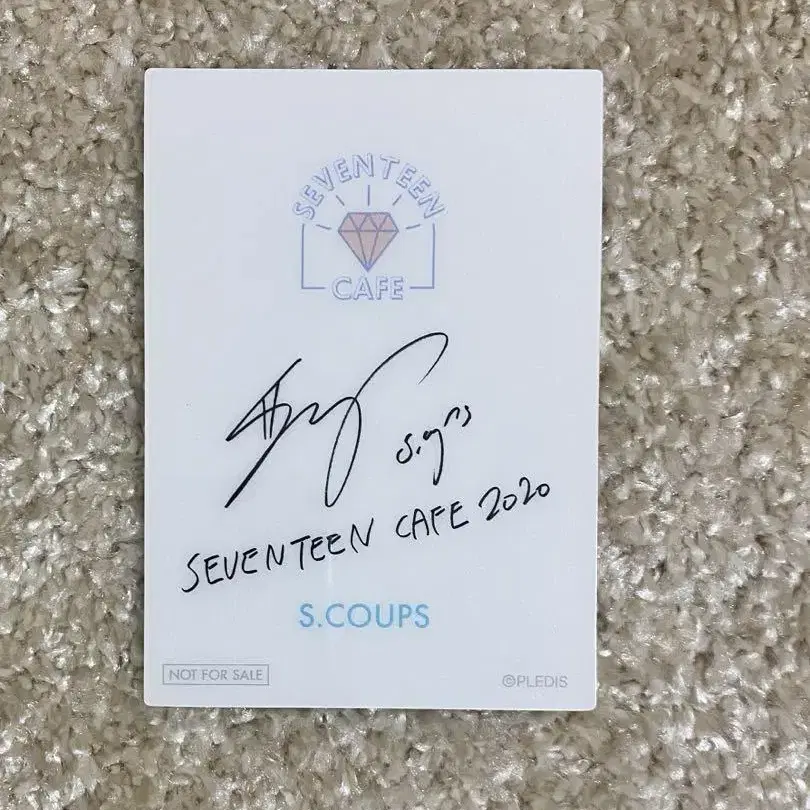 SEVENTEEN
CAFE
SEVENTEEN CAFE 2020
S.COUPS
NOT FOR SALE
©PLEDIS